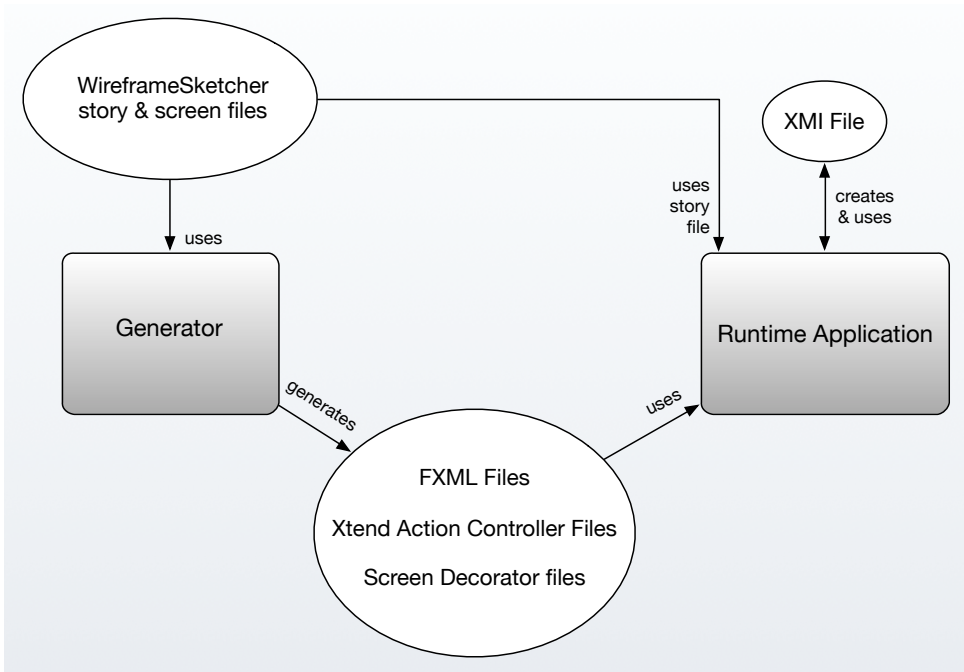 WireframeSketcher
story & screen files
XMI File
uses
story
file
creates
& uses
uses
Generator
Runtime Application
generates
uses
FXML Files
Xtend Action Controller Files
Screen Decorator files